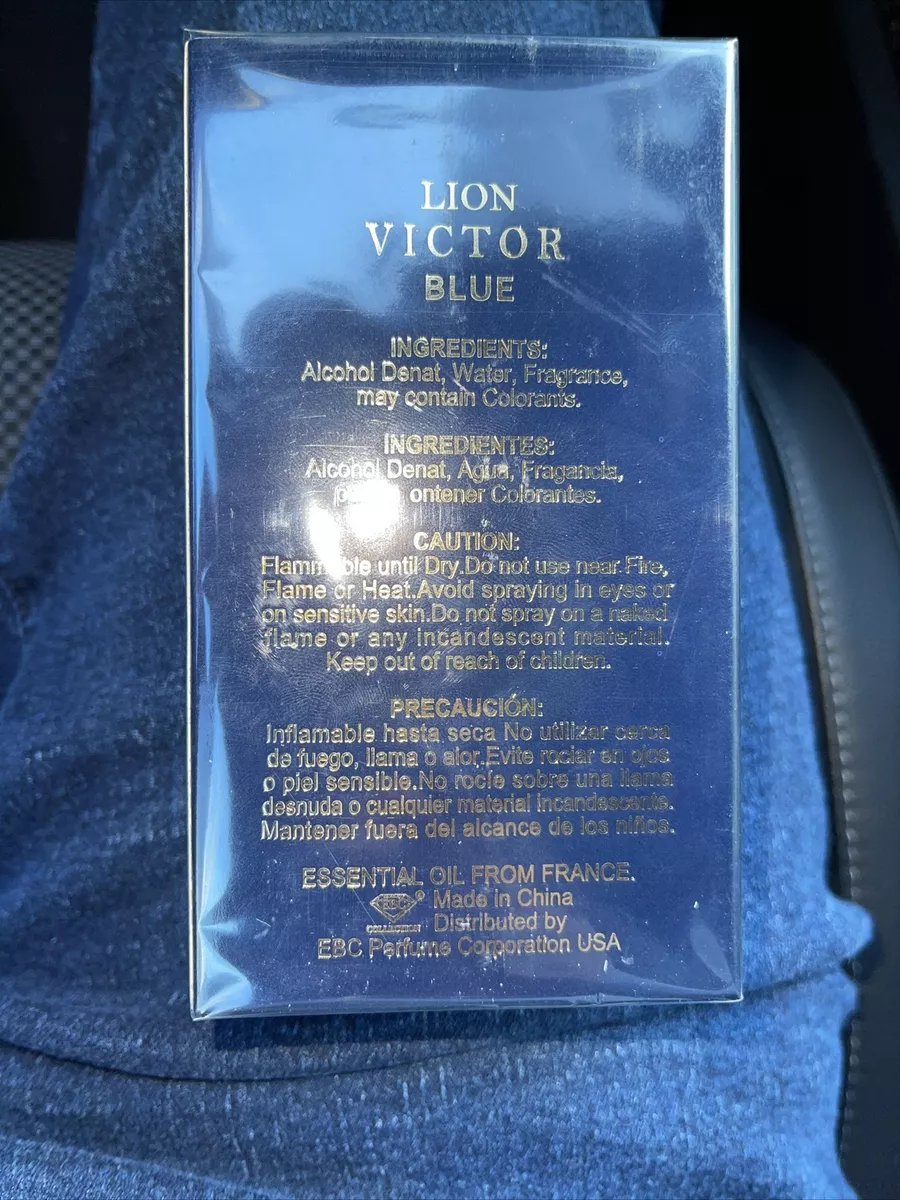 LION
VICTOR
BLUE
INGREDIENTS:
Alcohol Denat, Water, Fragrance,
may contain Colorants.
INGREDIENTES:
Alcohol Denat, Agua, Fragancia,
ontener Colorantes.
CAUTION:
until Dry.Do not use near Fire,
Flame or Heat.Avoid spraying in eyes or
on sensitive skin.Do not spray on a naked
flame or any incandescent material.
Keep out of reach of children.
PRECAUCIÓN:
Inflamable hasta seca No utilizar cerca
de fuego, llama o alor.Evite rociar en ojos
o piel sensible.No rocíe sobre una llama
desnuda o cualquier material incandescente.
Mantener fuera del alcance de los niños.
ESSENTIAL OIL FROM FRANCE.
EBC® Made in China
COLLECTION Distributed by
EBC Perfume Corporation USA